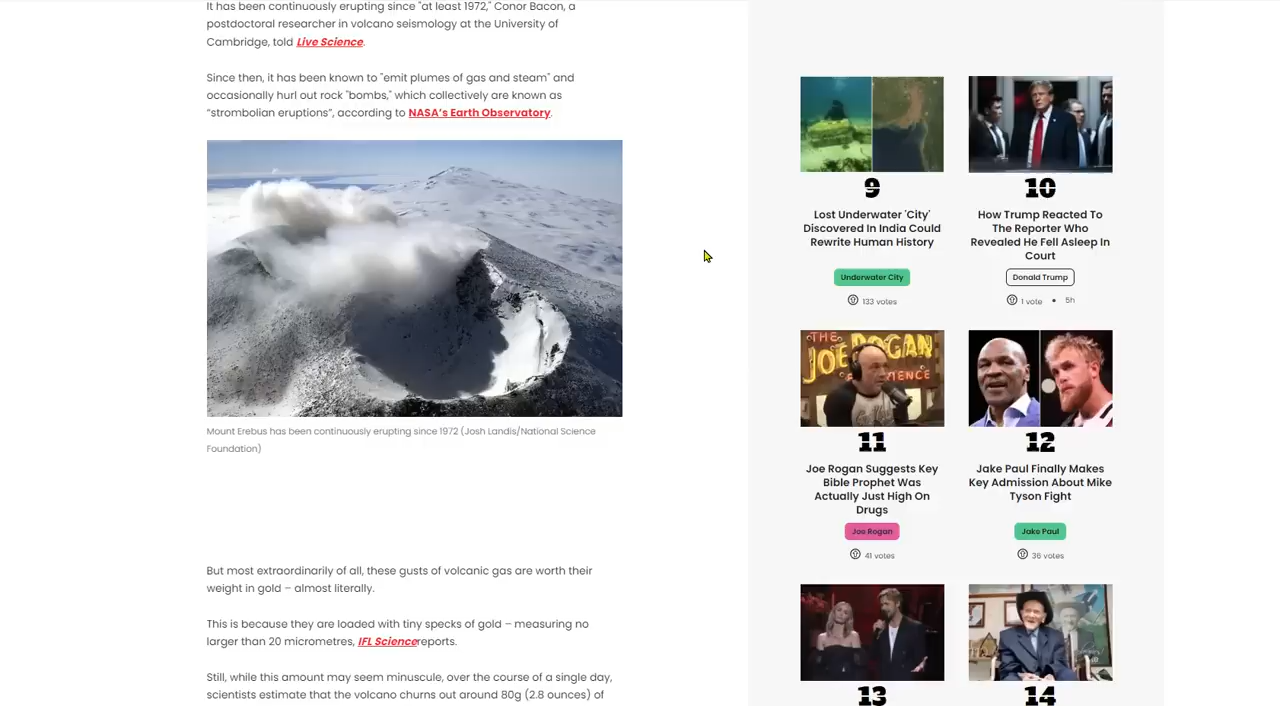 It has been continuously erupting since "at least 1972," Conor Bacon, a
postdoctoral researcher in volcano seismology at the University of
Cambridge, told Live Science.
Since then, it has been known to "emit plumes of gas and steam" and
occasionally hurl out rock "bombs," which collectively are known as
“strombolian eruptions”, according to NASA’s Earth Observatory.
Mount Erebus has been continuously erupting since 1972 (Josh Landis/National Science
Foundation)
But most extraordinarily of all, these gusts of volcanic gas are worth their
weight in gold – almost literally.
This is because they are loaded with tiny specks of gold – measuring no
larger than 20 micrometres, IFL Sciencereports.
Still, while this amount may seem minuscule, over the course of a single day,
scientists estimate that the volcano churns out around 80g (2.8 ounces) of
9
Lost Underwater 'City'
Discovered In India Could
Rewrite Human History
Underwater City
133 votes
10
How Trump Reacted To
The Reporter Who
Revealed He Fell Asleep In
Court
Donald Trump
1 vote • 5h
THE
JOE ROGAN
11
Joe Rogan Suggests Key
Bible Prophet Was
Actually Just High On
Drugs
Joe Rogan
41 votes
12
Jake Paul Finally Makes
Key Admission About Mike
Tyson Fight
Jake Paul
36 votes
13
14